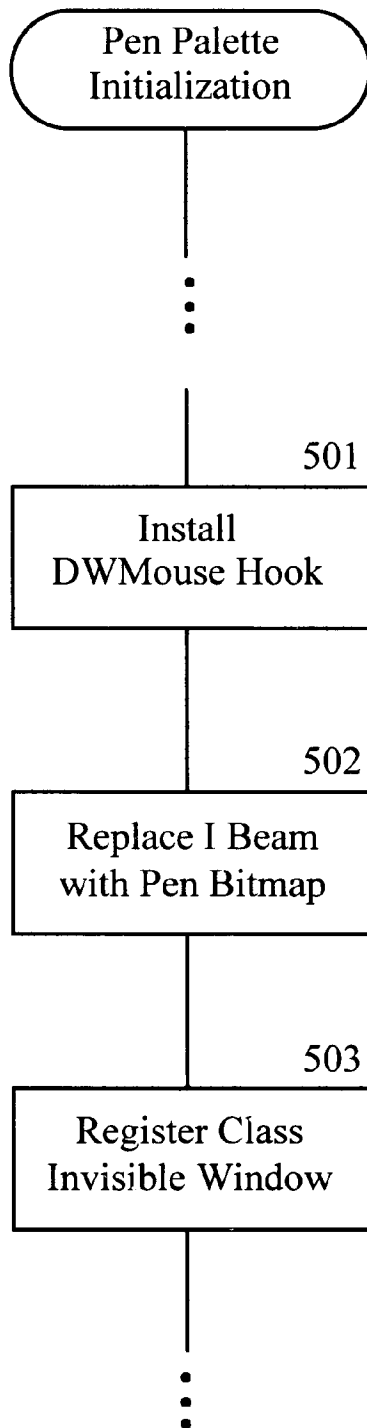 Pen Palette
Initialization
501
Install
DWMouse Hook
502
Replace I Beam
with Pen Bitmap
503
Register Class
Invisible Window